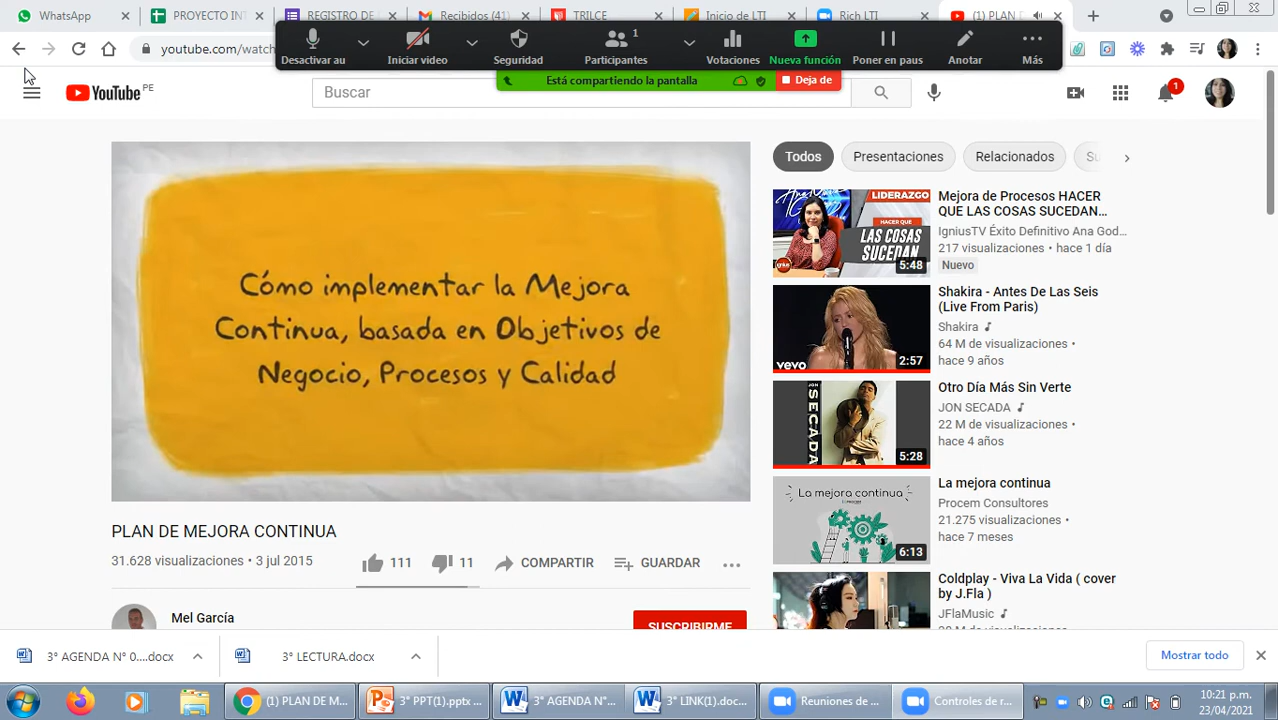 WhatsApp
PROYECTO INT
REGISTRO DE
Recibidos (41)
TRILCE
Inicio de LTI
Rich LTI
(1) PLAN D
youtube.com/watch
Desactivar au
Iniciar video
Seguridad
1
Participantes
Votaciones
Nueva función
Poner en paus
Anotar
Más
Está compartiendo la pantalla
Deja de
YouTube PE
Buscar
1
Cómo implementar la Mejora
Continua, basada en Objetivos de
Negocio, Procesos y Calidad
PLAN DE MEJORA CONTINUA
31.628 visualizaciones • 3 jul 2015
111
11
COMPARTIR
GUARDAR
Mel García
SUSCRIBIRME
Todos
Presentaciones
Relacionados
LIDERAZGO
HACER QUE
LAS COSAS
SUCEDAN
5:48
Mejora de Procesos HACER
QUE LAS COSAS SUCEDAN…
IgniusTV Éxito Definitivo Ana God…
217 visualizaciones • hace 1 día
Nuevo
vevo
2:57
Shakira - Antes De Las Seis
(Live From Paris)
Shakira
64 M de visualizaciones •
hace 9 años
JON
SECADA
5:28
Otro Día Más Sin Verte
JON SECADA
22 M de visualizaciones •
hace 4 años
La mejora continua
6:13
La mejora continua
Procem Consultores
21.275 visualizaciones •
hace 7 meses
Coldplay - Viva La Vida ( cover
by J.Fla )
JFlaMusic
3° AGENDA N° 0....docx
3° LECTURA.docx
Mostrar todo
(1) PLAN DE M...
3° PPT(1).pptx ...
3° AGENDA N°...
3° LINK(1).doc...
Reuniones de ...
Controles de r...
10:21 p.m.
23/04/2021